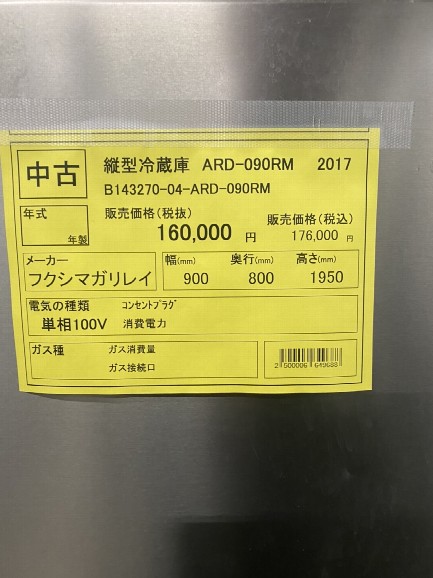 中古
縦型冷蔵庫 ARD-090RM 2017
B143270-04-ARD-090RM
年式
年製
販売価格(税抜)
160,000 円
販売価格(税込)
176,000 円
メーカー
フクシマガリレイ
幅(mm) 奥行(mm) 高さ(mm)
900 800 1950
電気の種類 コンセントプラグ
単相100V 消費電力
ガス種 ガス消費量
ガス接続口
2 500006 649688